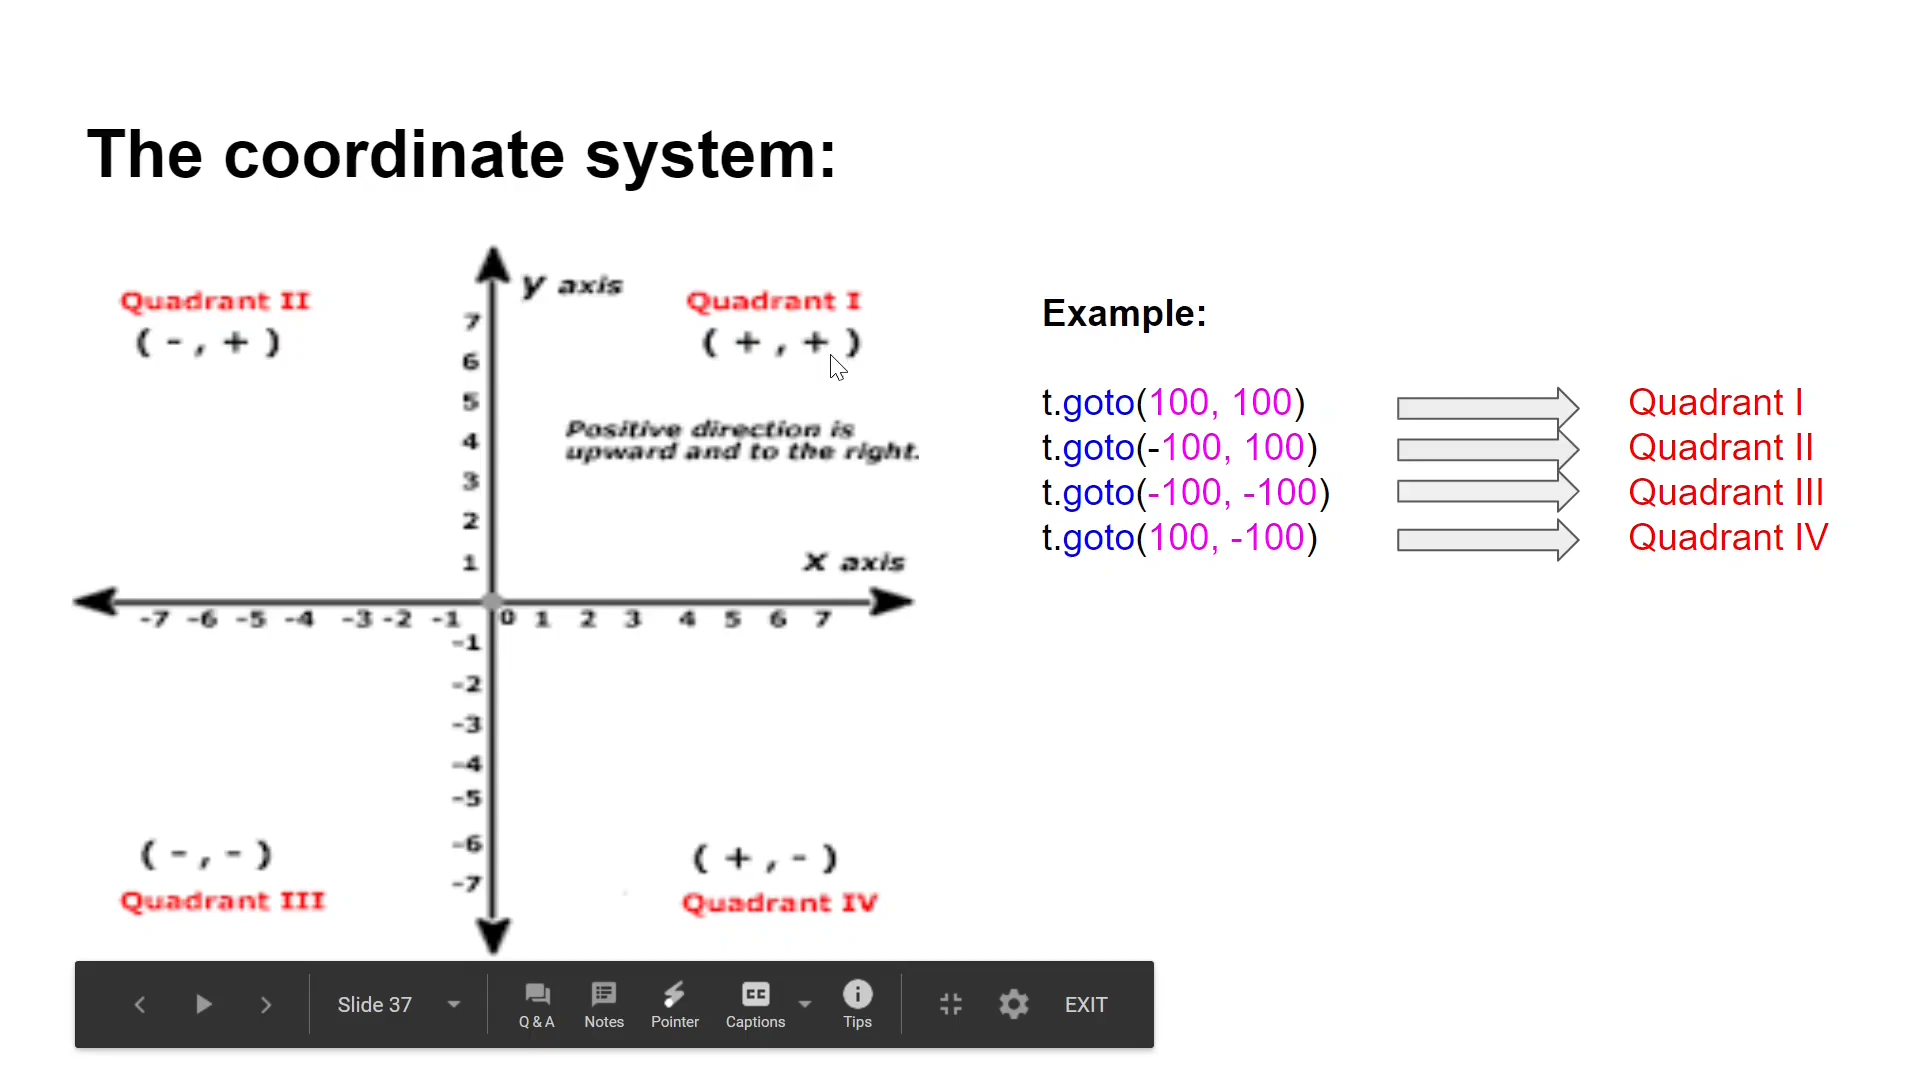 The coordinate system:
y axis
Quadrant II
Quadrant I
( - , + )
( + , + )
7
6
5
4
3
2
1
Positive direction is
upward and to the right.
X axis
-7 -6 -5 -4 -3 -2 -1 0 1 2 3 4 5 6 7
-1
-2
-3
-4
-5
-6
-7
( - , - )
( + , - )
Quadrant III
Quadrant IV
Example:
t.goto(100, 100) Quadrant I
t.goto(-100, 100) Quadrant II
t.goto(-100, -100) Quadrant III
t.goto(100, -100) Quadrant IV
Slide 37
Q & A
Notes
Pointer
CC
Captions
Tips
EXIT